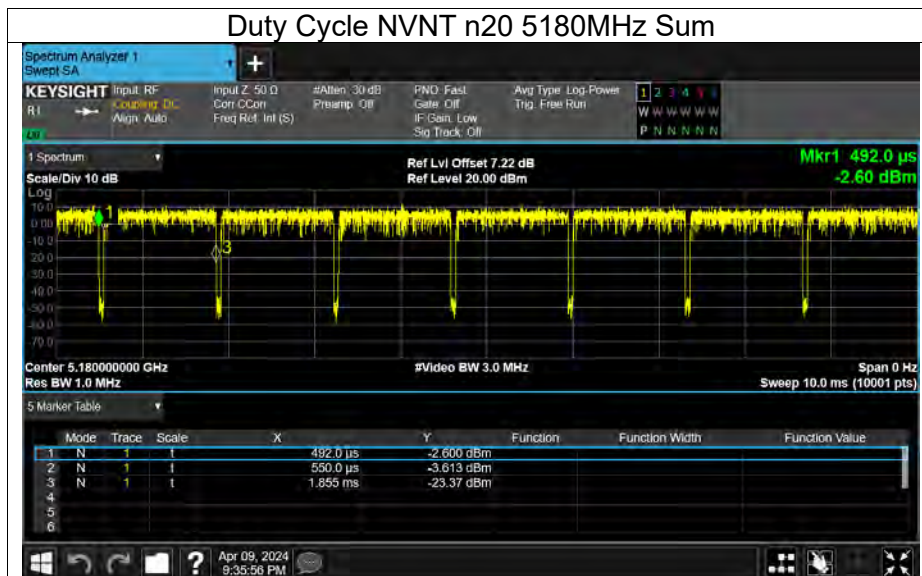 Duty Cycle NVNT n20 5180MHz Sum
Spectrum Analyzer 1
Swept SA
+
KEYSIGHT Input: RF Input Z: 50 Ω #Atten: 30 dB PNO: Fast Avg Type: Log-Power 1 2 3 4 5 6
Coupling: DC Corr CCorr Preamp: Off Gate: Off Trig: Free Run W W W W W W
Align: Auto Freq Ref: Int (S) IF Gain: Low
Sig Track: Off P N N N N N
1 Spectrum
Ref Lvl Offset 7.22 dB Mkr1 492.0 µs
Scale/Div 10 dB Ref Level 20.00 dBm -2.60 dBm
Log
10.0
0.00
-10.0
-20.0
-30.0
-40.0
-50.0
-60.0
-70.0
1
3
Center 5.180000000 GHz #Video BW 3.0 MHz Span 0 Hz
Res BW 1.0 MHz Sweep 10.0 ms (10001 pts)
5 Marker Table
Mode Trace Scale X Y Function Function Width Function Value
1 N 1 t 492.0 µs -2.600 dBm
2 N 1 t 550.0 µs -3.613 dBm
3 N 1 t 1.855 ms -23.37 dBm
4
5
6
? Apr 09, 2024
9:35:56 PM